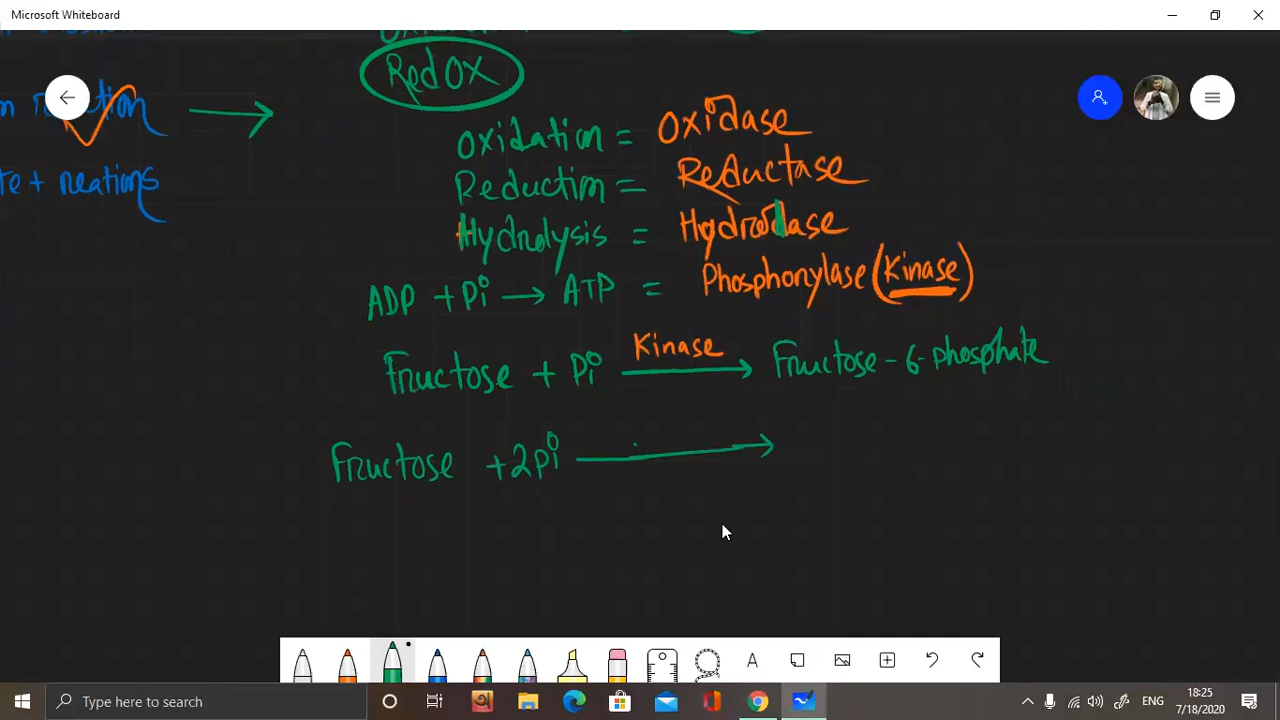 Microsoft Whiteboard
Redox
Oxidation = Oxidase
Reduction = Reductase
Hydrolysis =
ADP + Pi → ATP = Phosphorylase (Kinase)
Fructose + Pi Kinase → Fructose - 6 - phosphate
Fructose + 2Pi →
Type here to search
ENG
18:25
7/18/2020